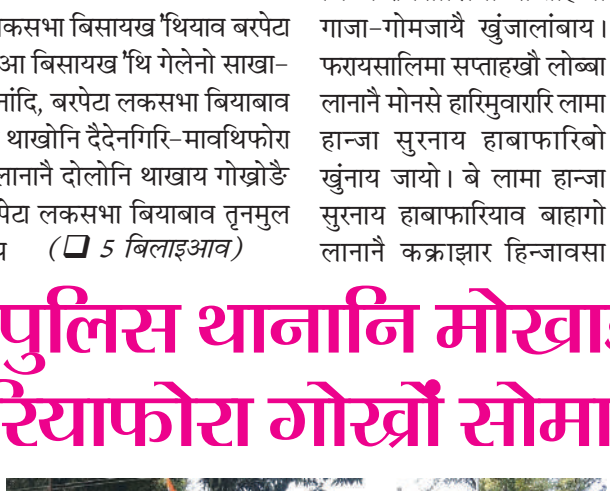 कसभा बिसायख'थियाव बरपेटा
आ बिसायख'थि गेलेनो साखा-
नांदि, बरपेटा लकसभा बियाबाव
थाखोनि दैदेनगिरि-मावथिफोरा
लानानै दोलोनि थाखाय गोख्रोङै
पेटा लकसभा बियाबाव तृनमुल
(❑ 5 बिलाइआव)
गाजा-गोमजायै खुंजालांबाय।
फरायसालिमा सप्ताहखौ लोब्बा
लानानै मोनसे हारिमुवारारि लामा
हान्जा सुरनाय हाबाफारिबो
खुंनाय जायो। बे लामा हान्जा
सुरनाय हाबाफारियाव बाहागो
लानानै कक्राझार हिन्जावसा
पुलिस थानानि मोखा
रियाफोरा गोख्रों सोमा